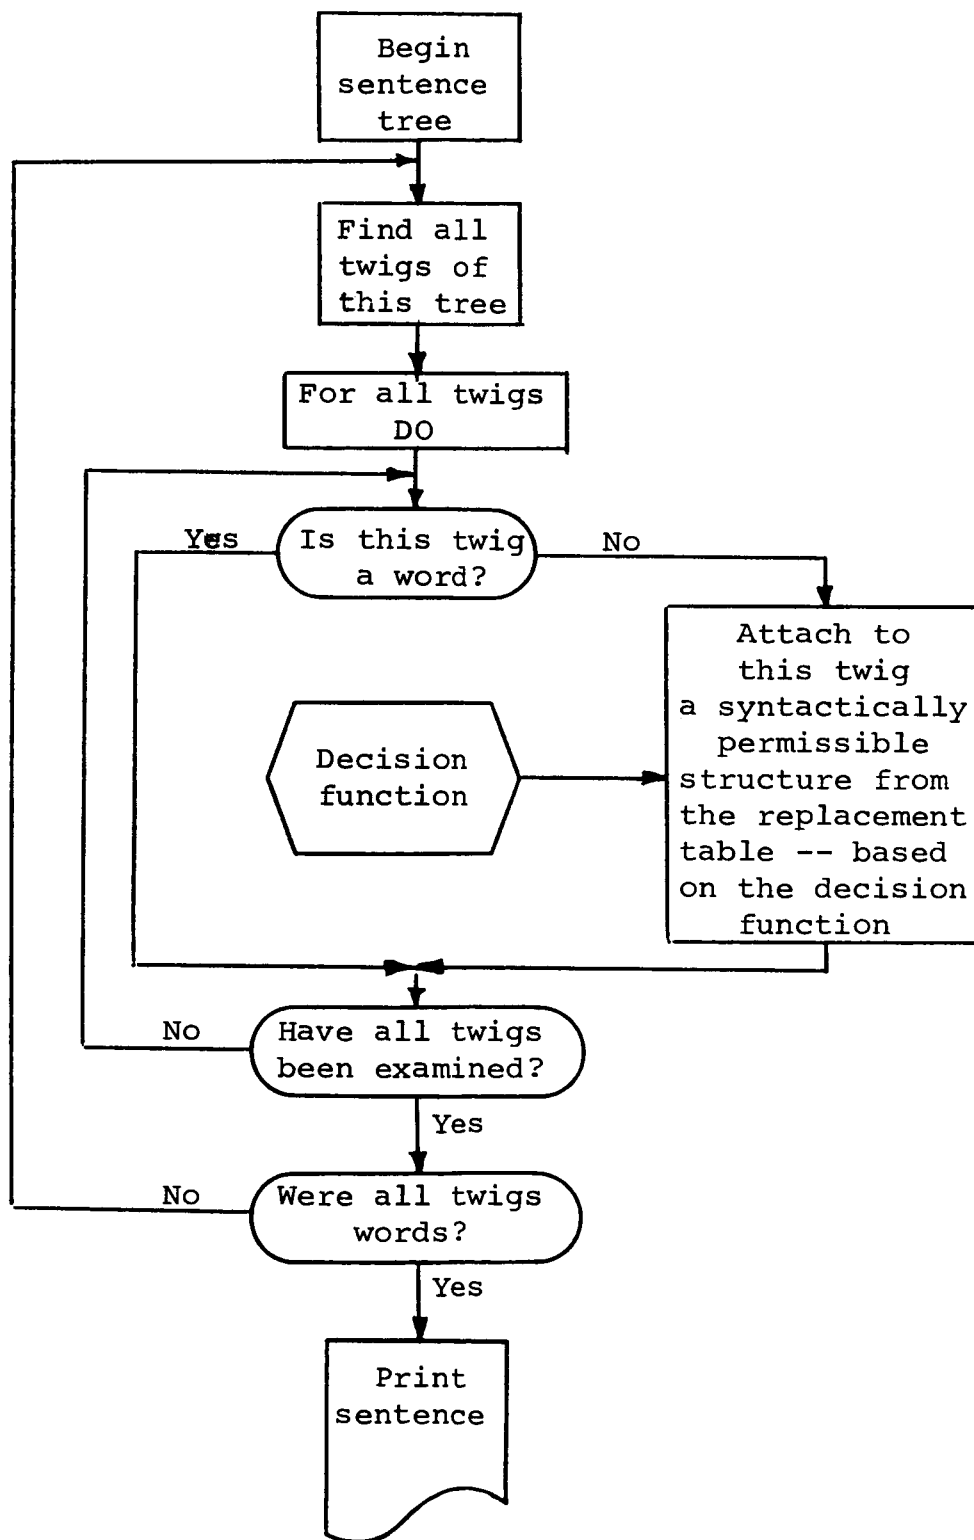 Begin
sentence
tree
Find all
twigs of
this tree
For all twigs
DO
Is this twig
a word?
Yes
No
Attach to
this twig
a syntactically
permissible
structure from
the replacement
table -- based
on the decision
function
Decision
function
Have all twigs
been examined?
No
Yes
Were all twigs
words?
No
Yes
Print
sentence